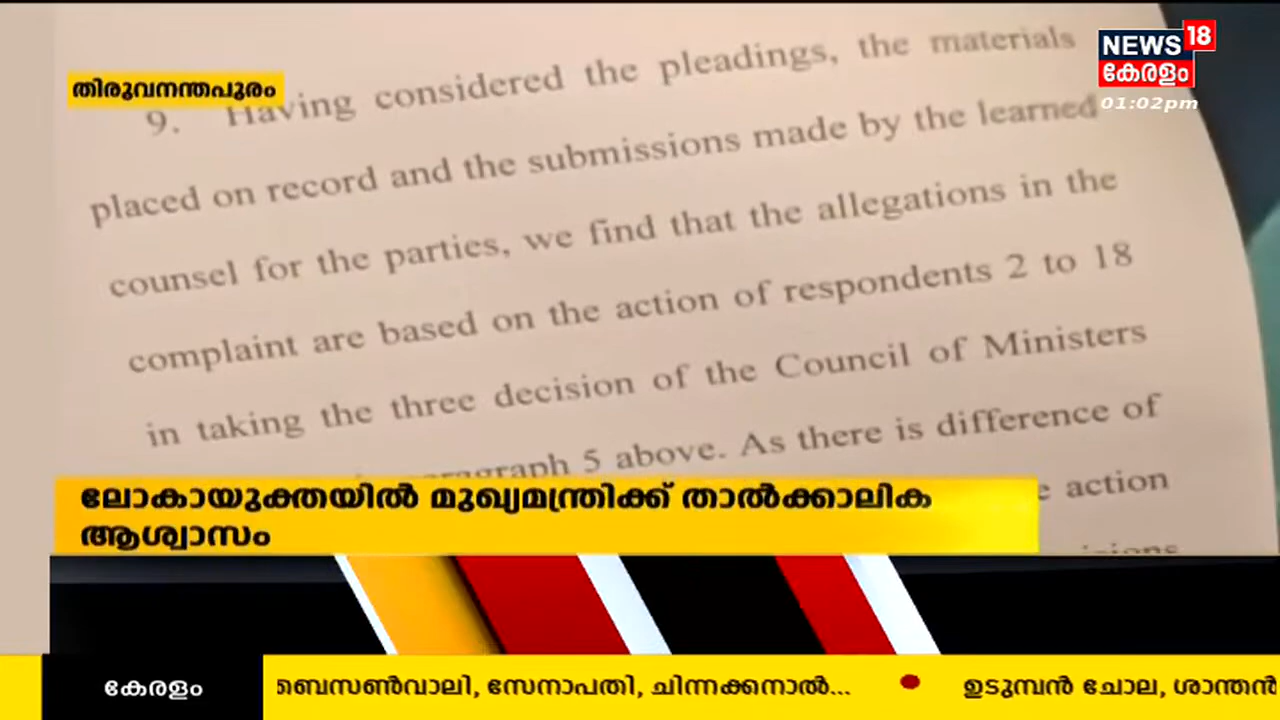 NEWS 18
കേരളം
01:02pm
തിരുവനന്തപുരം
9. Having considered the pleadings, the materials
placed on record and the submissions made by the learned
counsel for the parties, we find that the allegations in the
complaint are based on the action of respondents 2 to 18
in taking the three decision of the Council of Ministers
5 above. As there is difference of
action
ലോകായുക്തയിൽ മുഖ്യമന്ത്രിക്ക് താൽക്കാലിക
ആശ്വാസം
കേരളം
ബൈസൺവാലി, സേനാപതി, ചിന്നക്കനാൽ... ഉടുമ്പൻ ചോല, ശാന്തൻ